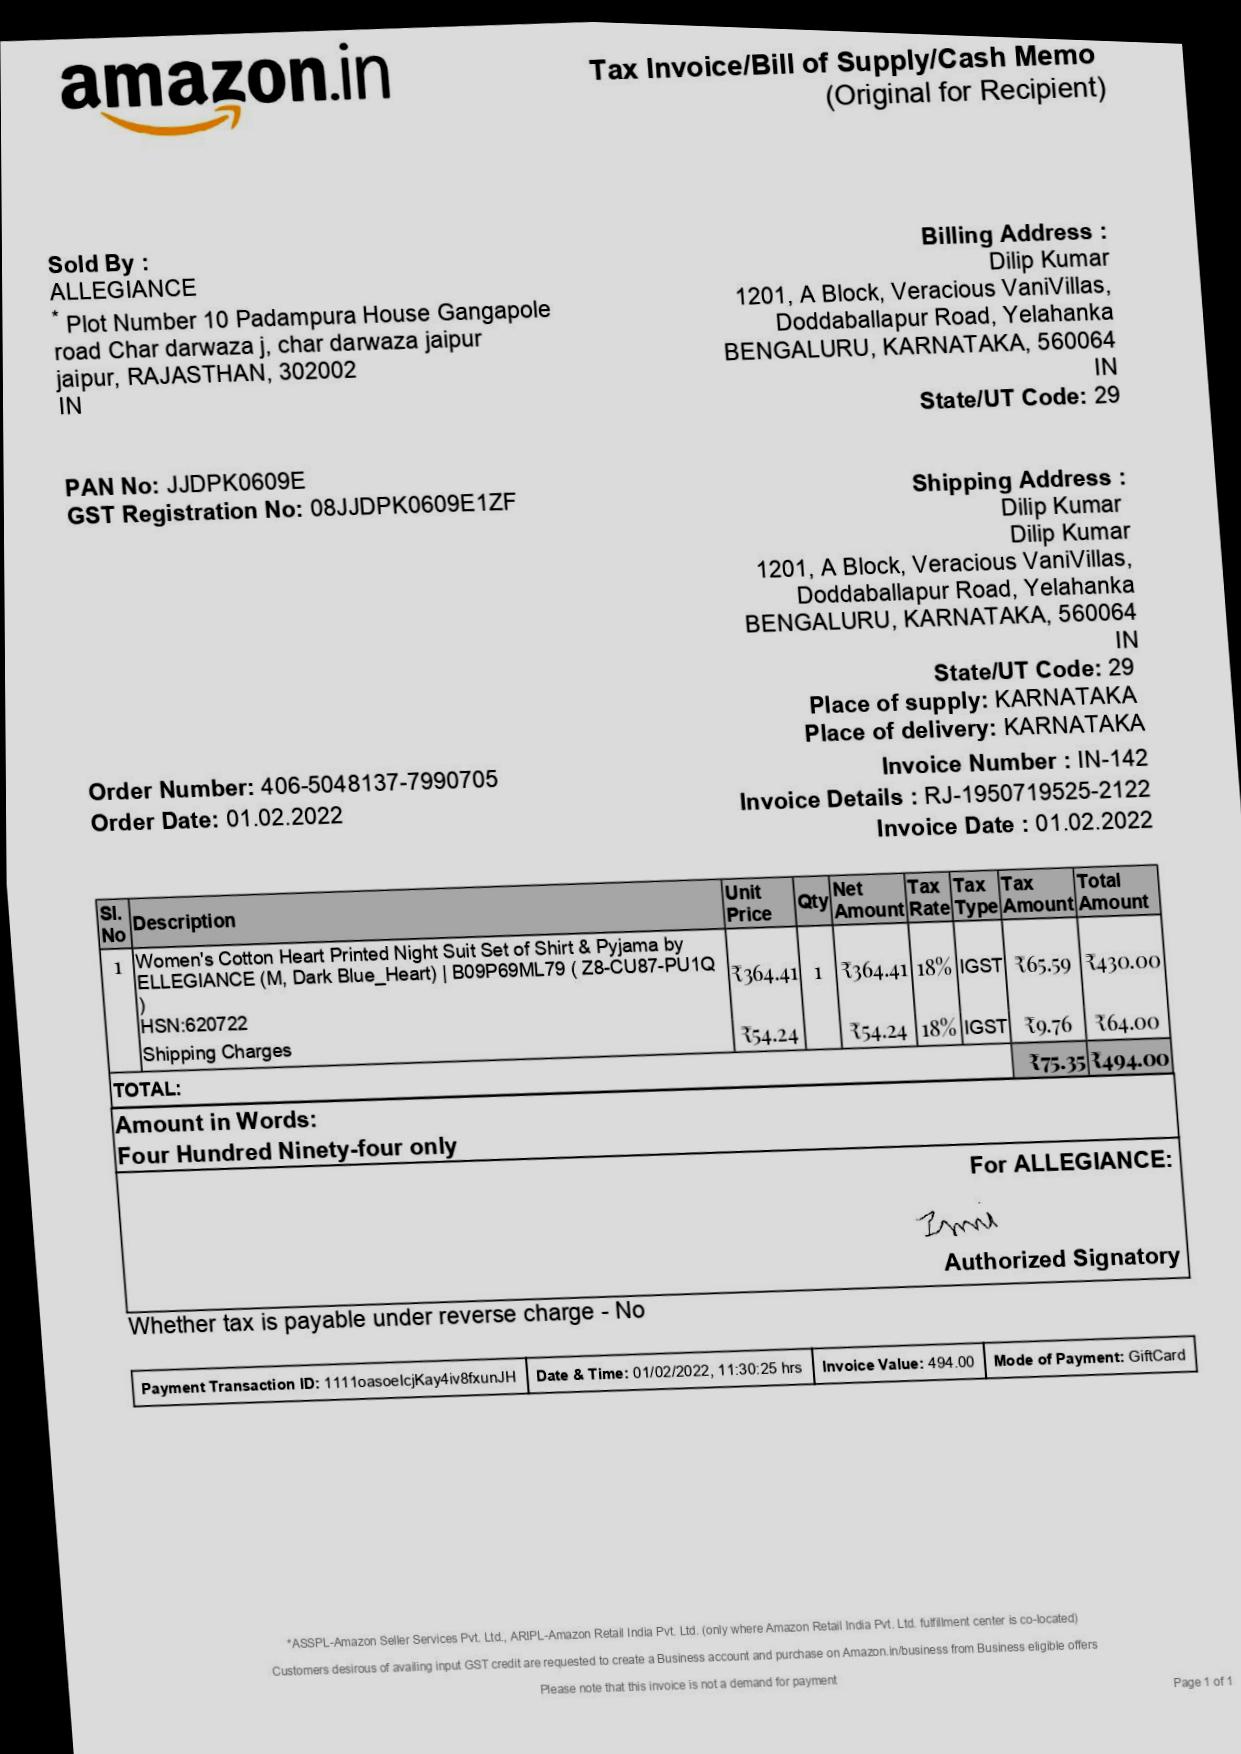 amazon.in
Tax Invoice/Bill of Supply/Cash Memo
(Original for Recipient)
Sold By :
ALLEGIANCE
* Plot Number 10 Padampura House Gangapole
road Char darwaza j, char darwaza jaipur
jaipur, RAJASTHAN, 302002
IN
Billing Address :
Dilip Kumar
1201, A Block, Veracious VaniVillas,
Doddaballapur Road, Yelahanka
BENGALURU, KARNATAKA, 560064
IN
State/UT Code: 29
PAN No: JJDPK0609E
GST Registration No: 08JJDPK0609E1ZF
Shipping Address :
Dilip Kumar
Dilip Kumar
1201, A Block, Veracious VaniVillas,
Doddaballapur Road, Yelahanka
BENGALURU, KARNATAKA, 560064
IN
State/UT Code: 29
Place of supply: KARNATAKA
Place of delivery: KARNATAKA
Order Number: 406-5048137-7990705
Order Date: 01.02.2022
Invoice Number : IN-142
Invoice Details : RJ-1950719525-2122
Invoice Date : 01.02.2022
Sl. No Description Unit Price Qty Net Amount Tax Rate Tax Type Tax Amount Total Amount
1 Women's Cotton Heart Printed Night Suit Set of Shirt & Pyjama by
ELLEGIANCE (M, Dark Blue_Heart) | B09P69ML79 ( Z8-CU87-PU1Q ₹364.41 1 ₹364.41 18% IGST ₹65.59 ₹430.00
)
HSN:620722
Shipping Charges ₹54.24 ₹54.24 18% IGST ₹9.76 ₹64.00
TOTAL: ₹75.35 ₹494.00
Amount in Words:
Four Hundred Ninety-four only
For ALLEGIANCE:
Authorized Signatory
Whether tax is payable under reverse charge - No
Payment Transaction ID: 1111oasoelcjKay4iv8fxunJH Date & Time: 01/02/2022, 11:30:25 hrs Invoice Value: 494.00 Mode of Payment: GiftCard
*ASSPL-Amazon Seller Services Pvt. Ltd., ARIPL-Amazon Retail India Pvt. Ltd. (only where Amazon Retail India Pvt. Ltd. fulfillment center is co-located)
Customers desirous of availing input GST credit are requested to create a Business account and purchase on Amazon.in/business from Business eligible offers
Please note that this invoice is not a demand for payment
Page 1 of 1